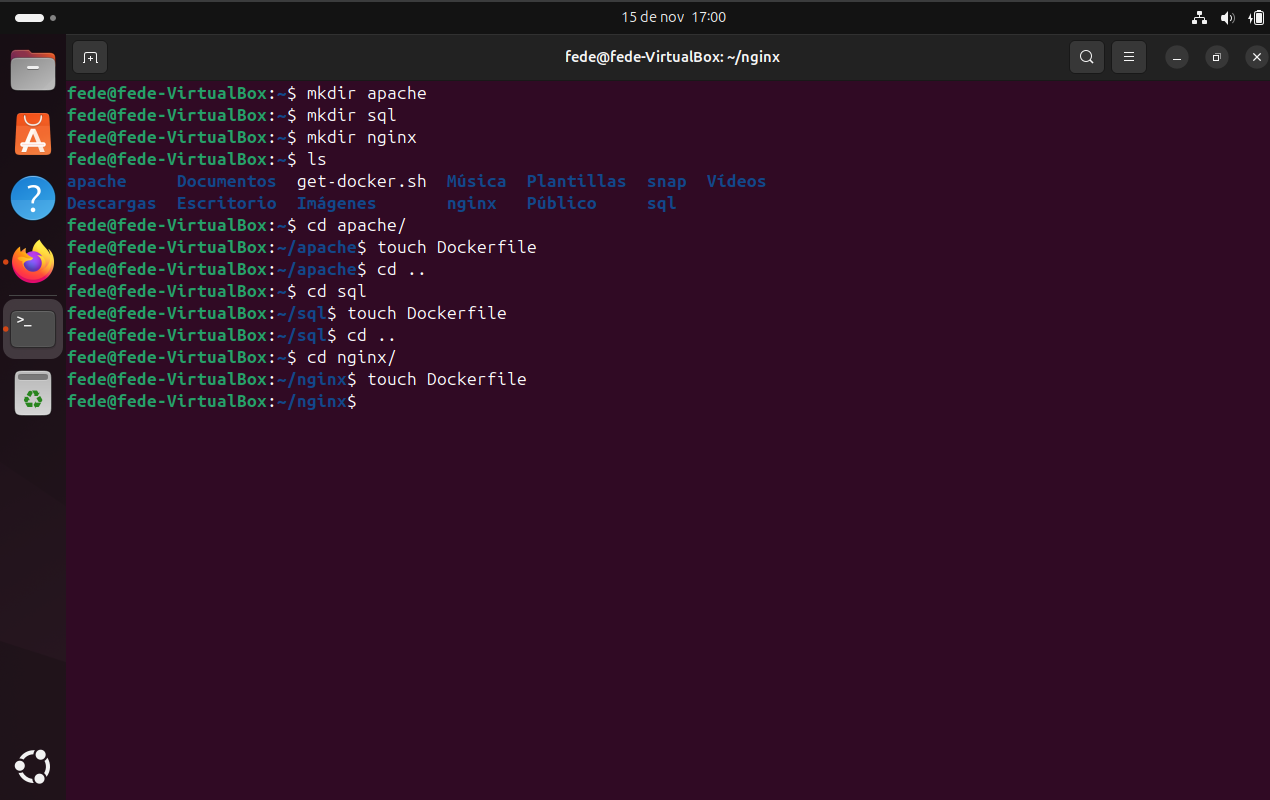 15 de nov 17:00
fede@fede-VirtualBox: ~/nginx
fede@fede-VirtualBox:~$ mkdir apache
fede@fede-VirtualBox:~$ mkdir sql
fede@fede-VirtualBox:~$ mkdir nginx
fede@fede-VirtualBox:~$ ls
apache Documentos get-docker.sh Música Plantillas snap Vídeos
Descargas Escritorio Imágenes nginx Público sql
fede@fede-VirtualBox:~$ cd apache/
fede@fede-VirtualBox:~/apache$ touch Dockerfile
fede@fede-VirtualBox:~/apache$ cd ..
fede@fede-VirtualBox:~$ cd sql
fede@fede-VirtualBox:~/sql$ touch Dockerfile
fede@fede-VirtualBox:~/sql$ cd ..
fede@fede-VirtualBox:~$ cd nginx/
fede@fede-VirtualBox:~/nginx$ touch Dockerfile
fede@fede-VirtualBox:~/nginx$